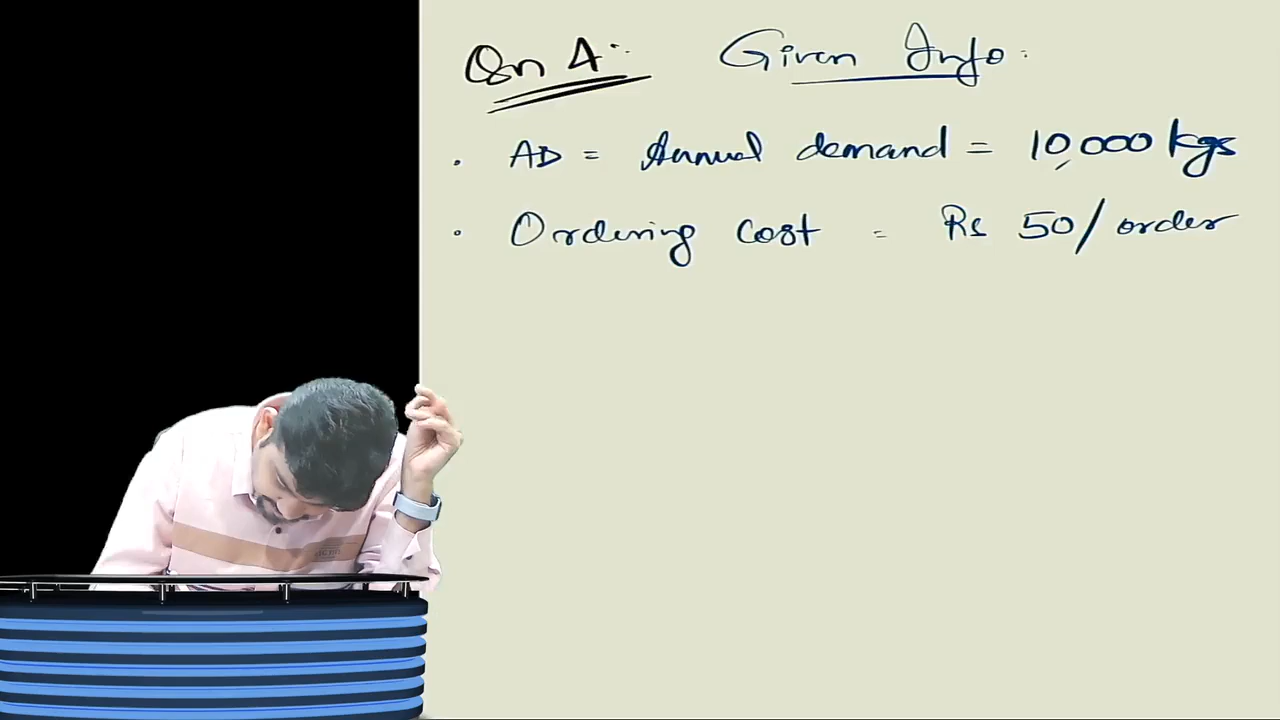 Qn 4: Given Info:
• AD = Annual demand = 10,000 kgs
• Ordering cost = Rs 50/order